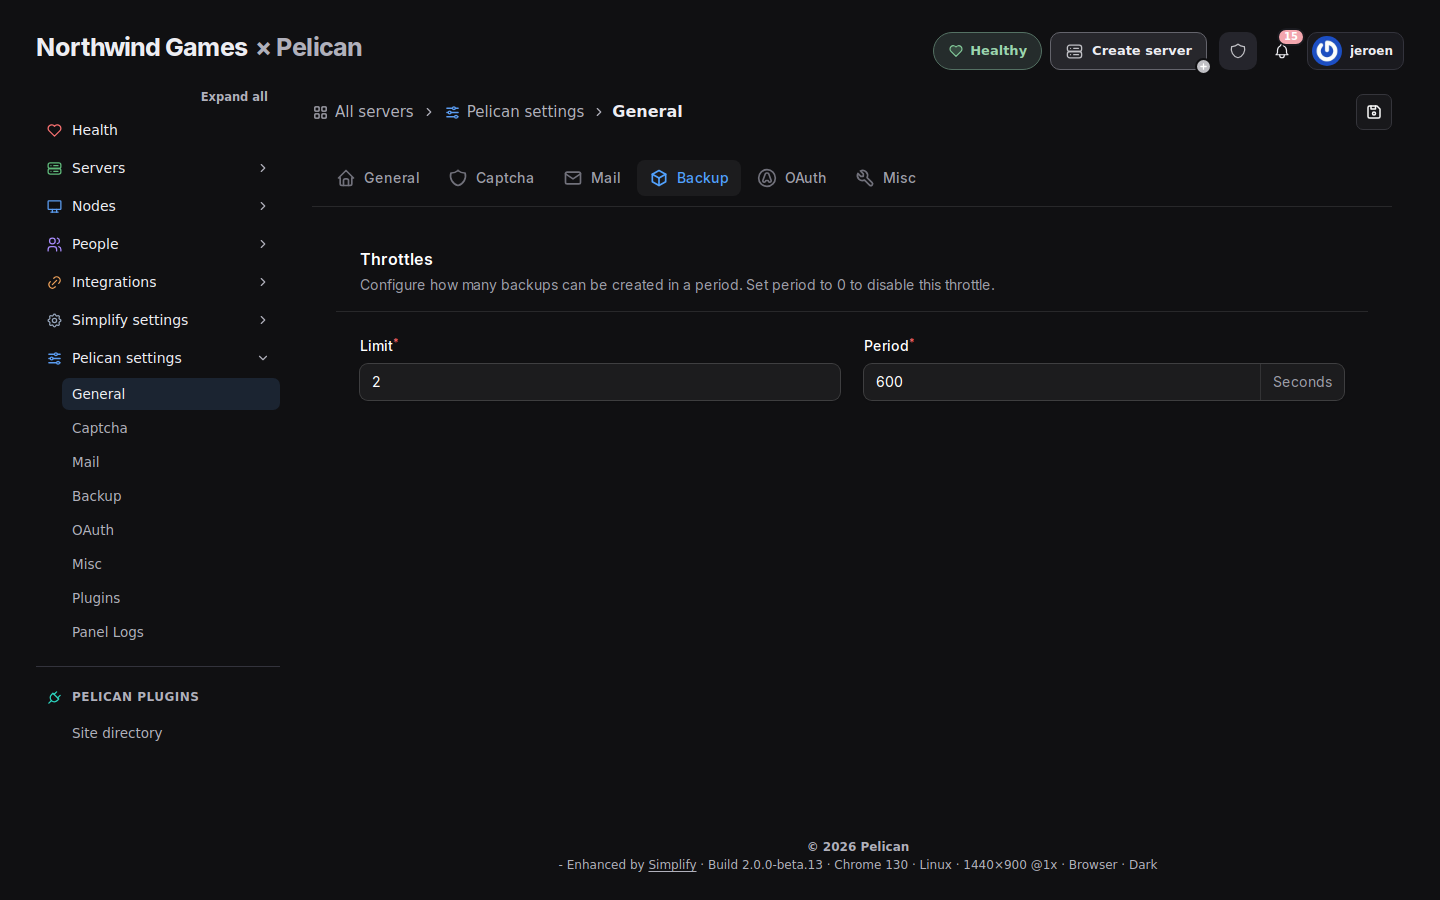 Northwind Games × Pelican
Healthy
Create server
15
jeroen
Expand all
Health
Servers
Nodes
People
Integrations
Simplify settings
Pelican settings
General
Captcha
Mail
Backup
OAuth
Misc
Plugins
Panel Logs
PELICAN PLUGINS
Site directory
All servers > Pelican settings > General
General Captcha Mail Backup OAuth Misc
Throttles
Configure how many backups can be created in a period. Set period to 0 to disable this throttle.
Limit* Period*
2 600 Seconds
© 2026 Pelican
- Enhanced by Simplify · Build 2.0.0-beta.13 · Chrome 130 · Linux · 1440×900 @1x · Browser · Dark